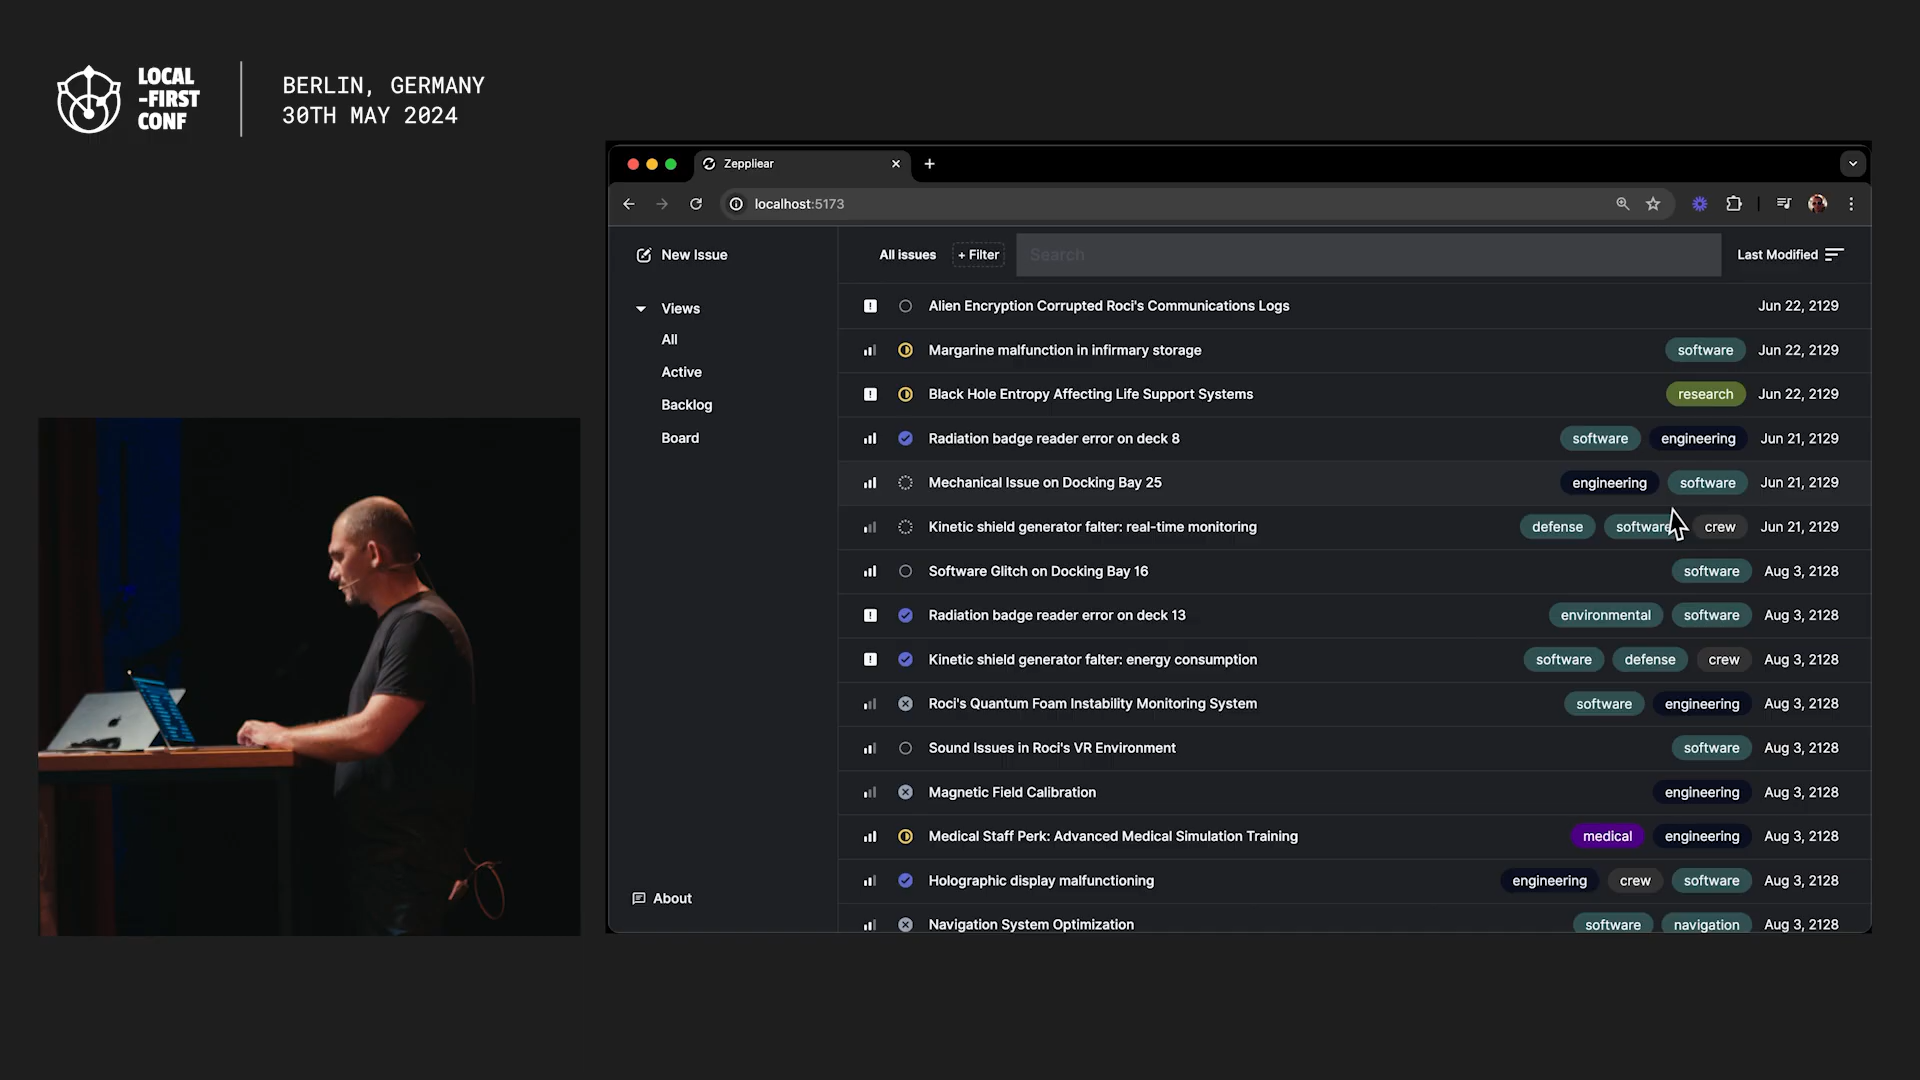 LOCAL
-FIRST
CONF
BERLIN, GERMANY
30TH MAY 2024
Zeppliear
localhost:5173
New Issue
All issues
+ Filter
Search
Last Modified
Views
All
Active
Backlog
Board
About
Alien Encryption Corrupted Roci's Communications Logs Jun 22, 2129
Margarine malfunction in infirmary storage software Jun 22, 2129
Black Hole Entropy Affecting Life Support Systems research Jun 22, 2129
Radiation badge reader error on deck 8 software engineering Jun 21, 2129
Mechanical Issue on Docking Bay 25 engineering software Jun 21, 2129
Kinetic shield generator falter: real-time monitoring defense software crew Jun 21, 2129
Software Glitch on Docking Bay 16 software Aug 3, 2128
Radiation badge reader error on deck 13 environmental software Aug 3, 2128
Kinetic shield generator falter: energy consumption software defense crew Aug 3, 2128
Roci's Quantum Foam Instability Monitoring System software engineering Aug 3, 2128
Sound Issues in Roci's VR Environment software Aug 3, 2128
Magnetic Field Calibration engineering Aug 3, 2128
Medical Staff Perk: Advanced Medical Simulation Training medical engineering Aug 3, 2128
Holographic display malfunctioning engineering crew software Aug 3, 2128
Navigation System Optimization software navigation Aug 3, 2128